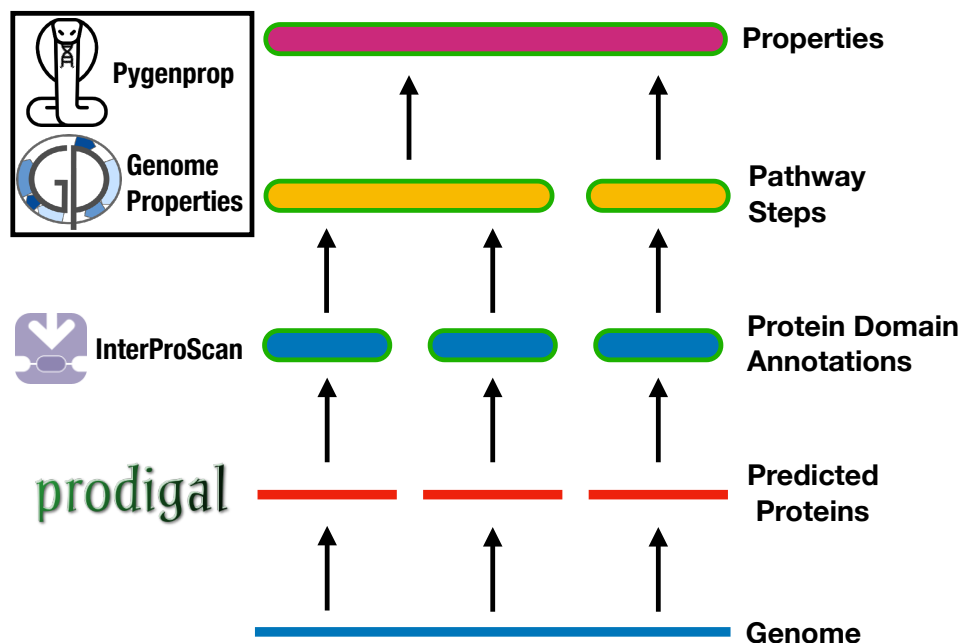 Pygenprop
Genome
Properties
Properties
Pathway
Steps
InterProScan
Protein Domain
Annotations
prodigal
Predicted
Proteins
Genome